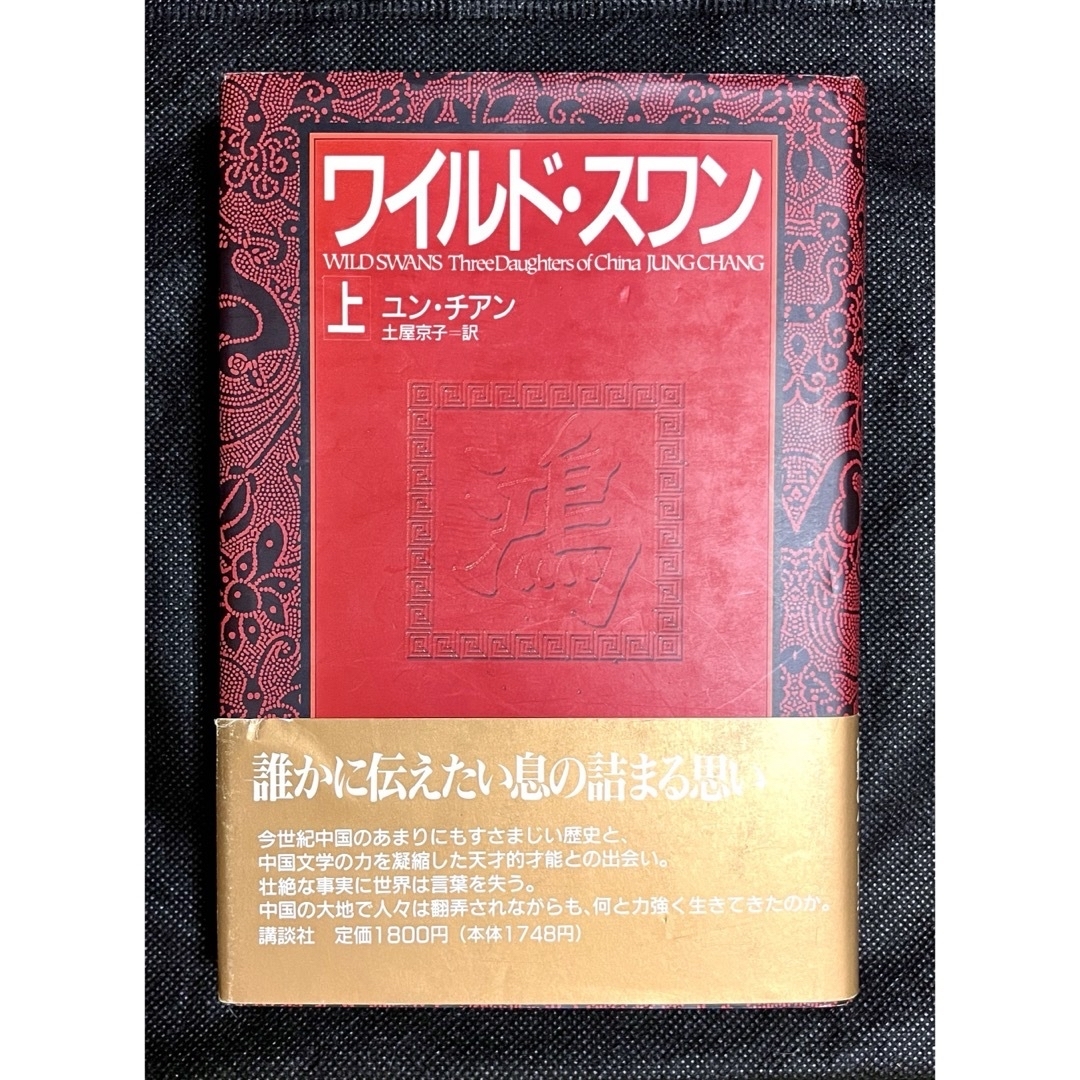 ワイルド・スワン
WILD SWANS Three Daughters of China JUNG CHANG
上
ユン・チアン
土屋京子=訳
鴻
誰かに伝えたい息の詰まる思い
今世紀中国のあまりにもすさまじい歴史と、
中国文学の力を凝縮した天才的才能との出会い。
壮絶な事実に世界は言葉を失う。
中国の大地で人々は翻弄されながらも、何と力強く生きてきたのか。
講談社 定価1800円(本体1748円)